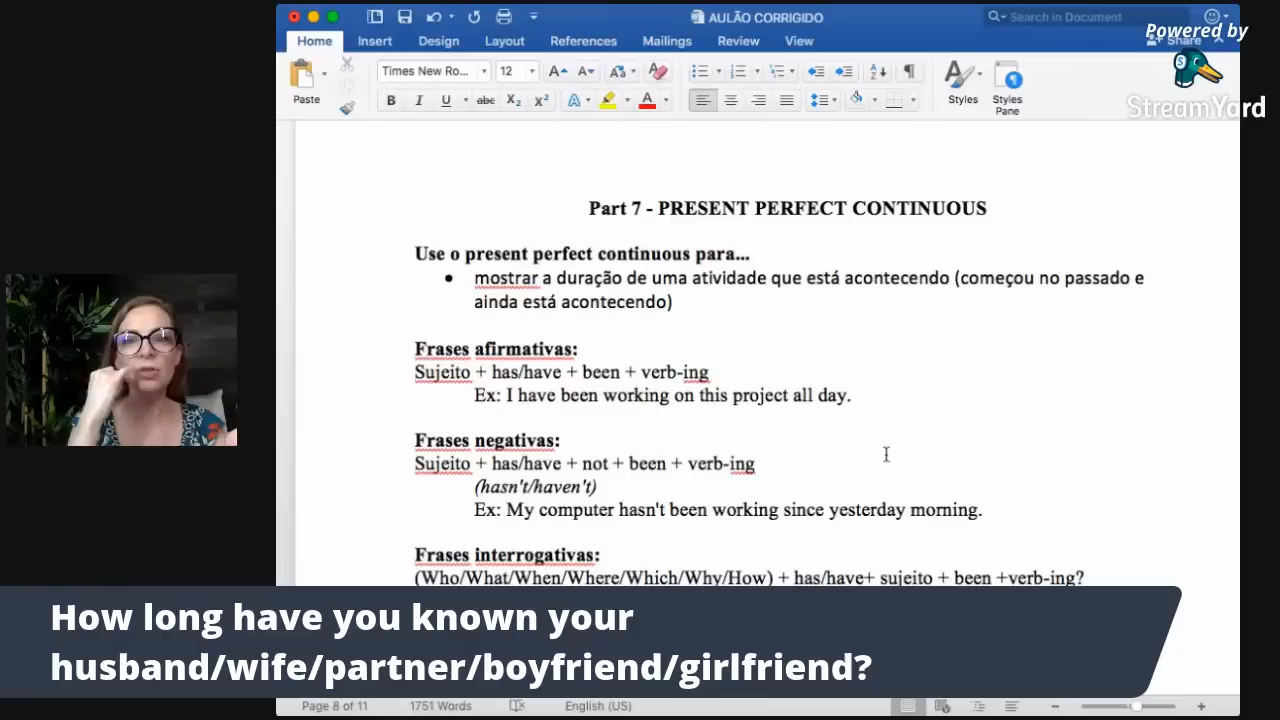 AULÃO CORRIGIDO
Search in Document
Powered by
StreamYard
Home Insert Design Layout References Mailings Review View
Share
Paste
Times New Ro...
12
B I U abc X₂ X²
Styles
Styles Pane
Part 7 - PRESENT PERFECT CONTINUOUS
Use o present perfect continuous para...
• mostrar a duração de uma atividade que está acontecendo (começou no passado e
ainda está acontecendo)
Frases afirmativas:
Sujeito + has/have + been + verb-ing
Ex: I have been working on this project all day.
Frases negativas:
Sujeito + has/have + not + been + verb-ing
(hasn't/haven't)
Ex: My computer hasn't been working since yesterday morning.
Frases interrogativas:
(Who/What/When/Where/Which/Why/How) + has/have+ sujeito + been +verb-ing?
How long have you known your
husband/wife/partner/boyfriend/girlfriend?
Page 8 of 11 1751 Words English (US)